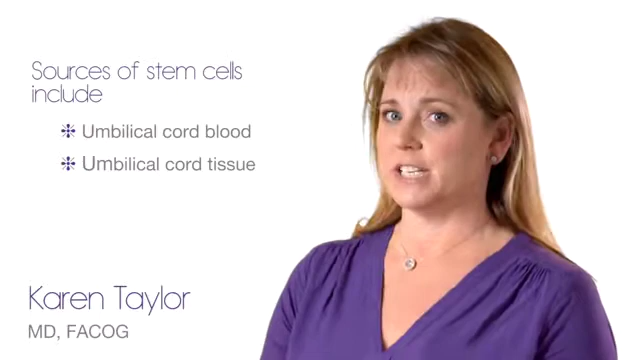 Sources of stem cells
include
Umbilical cord blood
Umbilical cord tissue
Karen Taylor
MD, FACOG